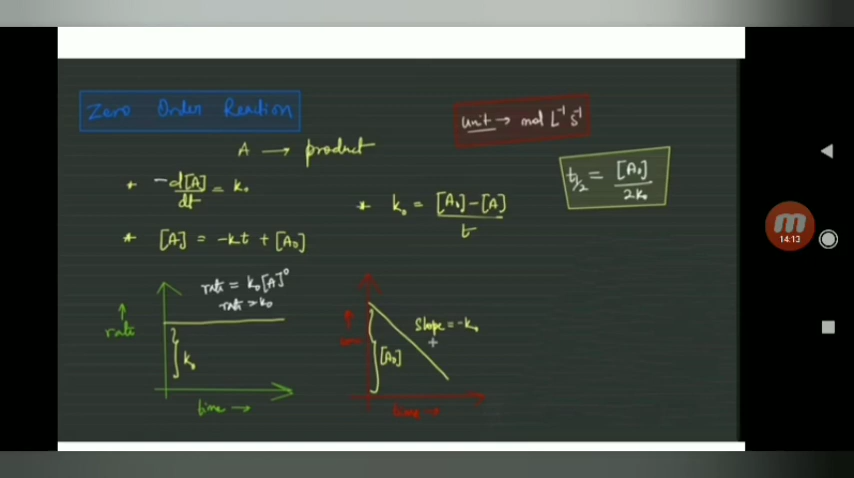 Zero Order Reaction
unit → mol L⁻¹ S⁻¹
A → product
* -d[A]/dt = k₀
t½ = [A₀]/2k₀
* k₀ = [A₀]-[A]/t
* [A] = -kt + [A₀]
rate = k₀[A]⁰
rate = k₀
↑
rate
k₀
time →
Slope = -k₀
↑
[A₀]
time →
14:13